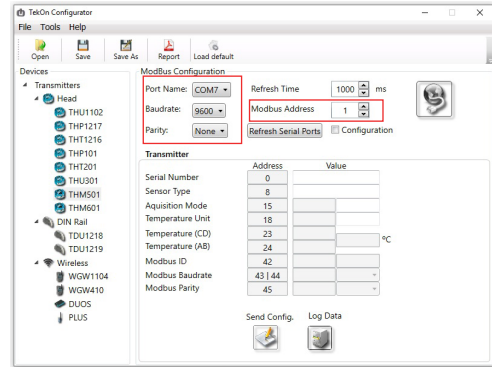 TekOn Configurator
File Tools Help
Open Save Save As Report Load default
Devices
Transmitters
Head
THU1102
THP1217
THT1216
THP101
THT201
THU301
THM501
THM601
DIN Rail
TDU1218
TDU1219
Wireless
WGW1104
WGW410
DUOS
PLUS
ModBus Configuration
Port Name: COM7 Refresh Time 1000 ms
Baudrate: 9600 Modbus Address 1
Parity: None Refresh Serial Ports Configuration
Transmitter
Address Value
Serial Number 0
Sensor Type 8
Aquisition Mode 15
Temperature Unit 18
Temperature (CD) 23 ºC
Temperature (AB) 24
Modbus ID 42
Modbus Baudrate 43 | 44
Modbus Parity 45
Send Config. Log Data